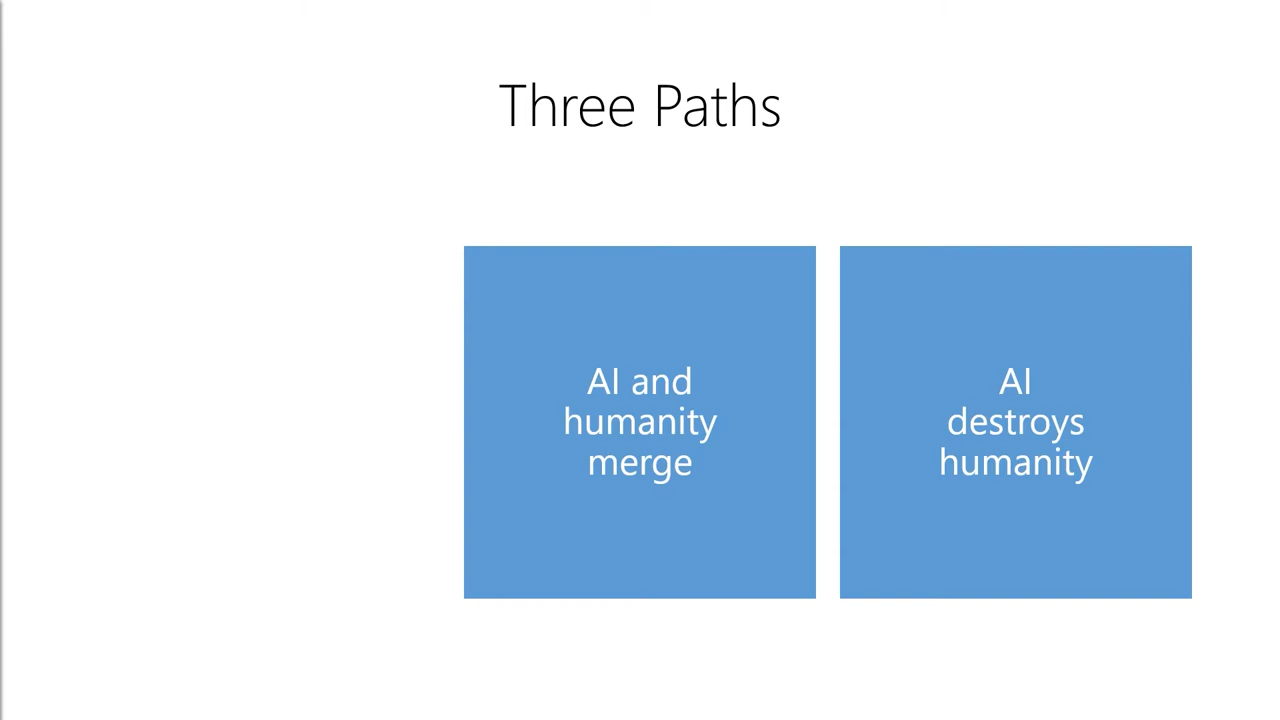 Three Paths
AI and
humanity
merge
AI
destroys
humanity